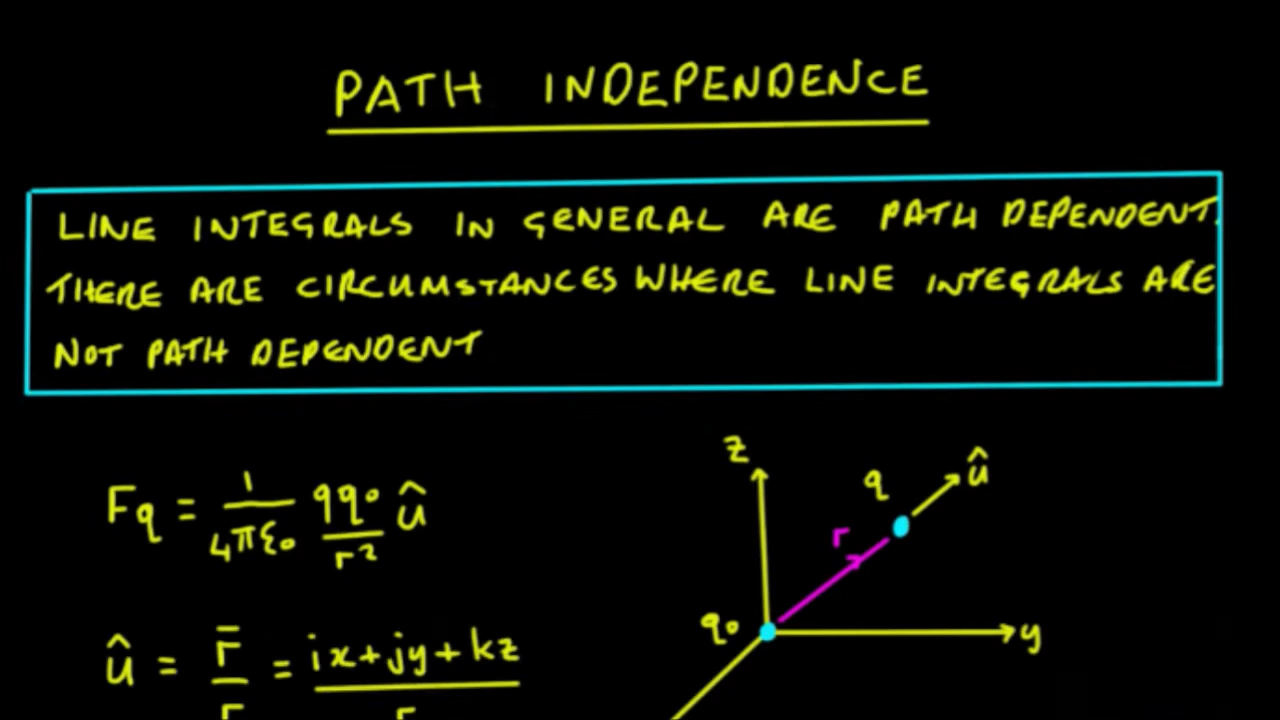 PATH INDEPENDENCE
LINE INTEGRALS IN GENERAL ARE PATH DEPENDENT.
THERE ARE CIRCUMSTANCES WHERE LINE INTEGRALS ARE
NOT PATH DEPENDENT
Fq = 1/4πε₀ qq₀/r² û
û = r̄/r = ix+jy+kz/r
z
q
û
r
q₀
y